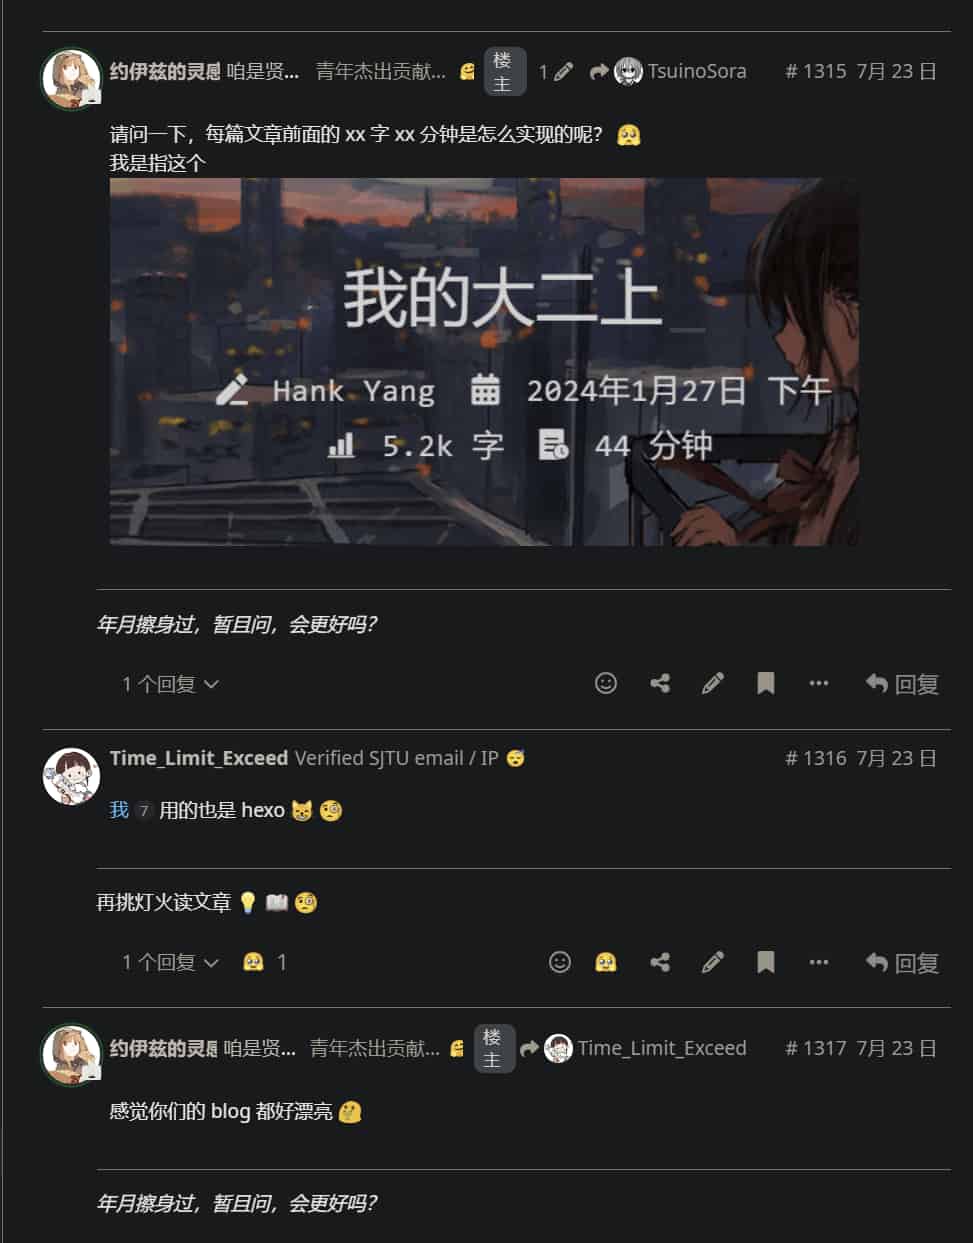 约伊兹的灵感 咱是贤... 青年杰出贡献... 楼主 1 TsuinoSora # 1315 7月 23 日
请问一下，每篇文章前面的 xx 字 xx 分钟是怎么实现的呢？ 🥺
我是指这个
我的大二上_
Hank Yang 2024年1月27日 下午
5.2k 字 44 分钟
年月擦身过，暂且问，会更好吗？
1 个回复 回复
Time_Limit_Exceed Verified SJTU email / IP 😴 # 1316 7月 23 日
我 7 用的也是 hexo 😺 🧐
再挑灯火读文章 💡 📖 🧐
1 个回复 🥺 1 🥺 回复
约伊兹的灵感 咱是贤... 青年杰出贡献... 楼主 Time_Limit_Exceed # 1317 7月 23 日
感觉你们的 blog 都好漂亮
年月擦身过，暂且问，会更好吗？